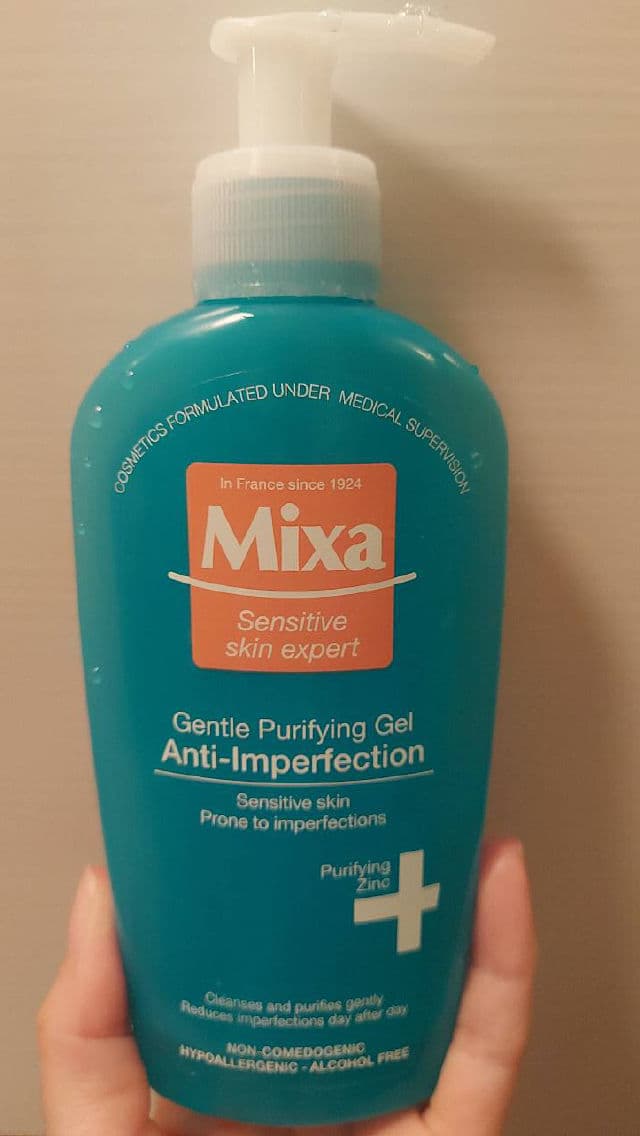 COSMETICS FORMULATED UNDER MEDICAL SUPERVISION
In France since 1924
Mixa
Sensitive
skin expert
Gentle Purifying Gel
Anti-Imperfection
Sensitive skin
Prone to imperfections
Purifying
Zinc
Cleanses and purifies gently
Reduces imperfections day after day
NON-COMEDOGENIC
HYPOALLERGENIC - ALCOHOL FREE